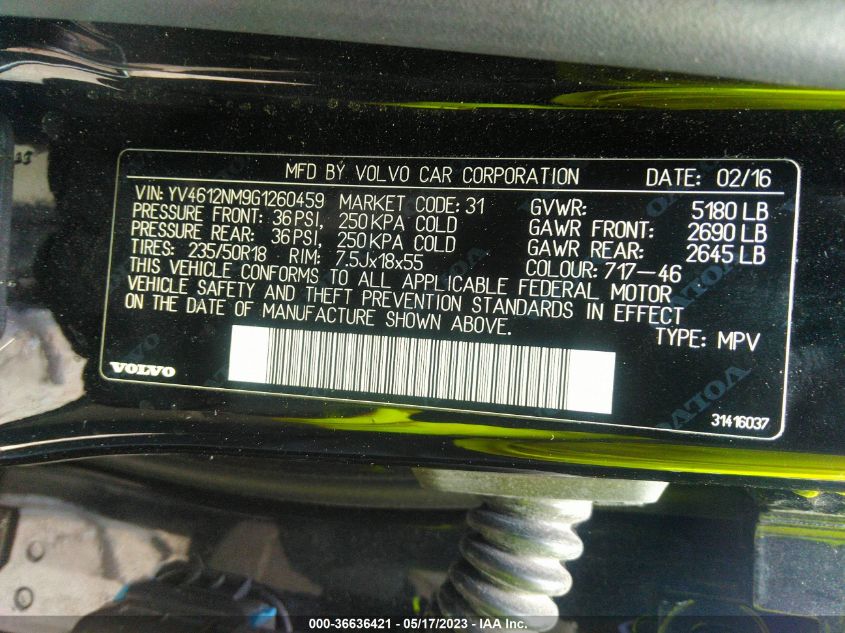 MFD BY VOLVO CAR CORPORATION DATE: 02/16
VIN: YV4612NM9G1260459 MARKET CODE: 31 GVWR: 5180 LB
PRESSURE FRONT: 36 PSI, 250 KPA COLD GAWR FRONT: 2690 LB
PRESSURE REAR: 36 PSI, 250 KPA COLD GAWR REAR: 2645 LB
TIRES: 235/50R18 RIM: 7.5Jx18x55 COLOUR: 717-46
THIS VEHICLE CONFORMS TO ALL APPLICABLE FEDERAL MOTOR
VEHICLE SAFETY AND THEFT PREVENTION STANDARDS IN EFFECT
ON THE DATE OF MANUFACTURE SHOWN ABOVE. TYPE: MPV
VOLVO
31416037
000-36636421 - 05/17/2023 - IAA Inc.